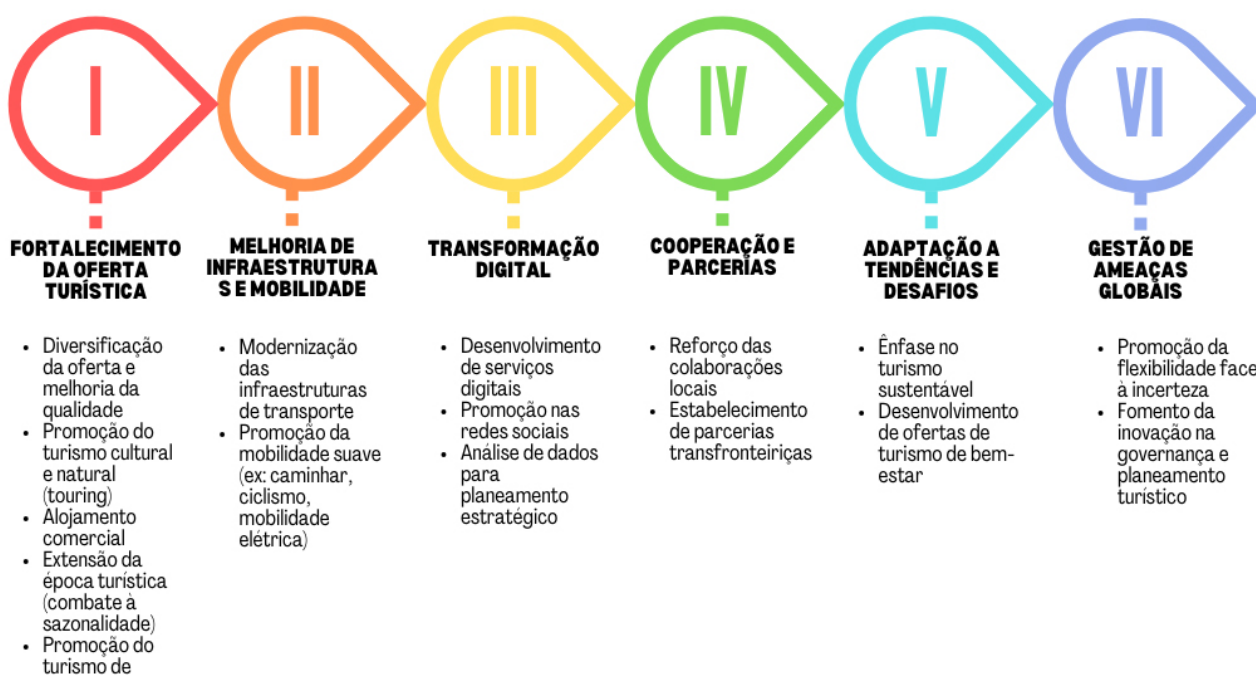 I
FORTALECIMENTO
DA OFERTA
TURÍSTICA
• Diversificação
da oferta e
melhoria da
qualidade
• Promoção do
turismo cultural
e natural
(touring)
• Alojamento
comercial
• Extensão da
época turística
(combate à
sazonalidade)
• Promoção do
turismo de
II
MELHORIA DE
INFRAESTRUTURA
S E MOBILIDADE
• Modernização
das
infraestruturas
de transporte
• Promoção da
mobilidade suave
(ex: caminhar,
ciclismo,
mobilidade
elétrica)
III
TRANSFORMAÇÃO
DIGITAL
• Desenvolvimento
de serviços
digitais
• Promoção nas
redes sociais
• Análise de dados
para
planeamento
estratégico
IV
COOPERAÇÃO E
PARCERIAS
• Reforço das
colaborações
locais
• Estabelecimento
de parcerias
transfronteiriças
V
ADAPTAÇÃO A
TENDÊNCIAS E
DESAFIOS
• Ênfase no
turismo
sustentável
• Desenvolvimento
de ofertas de
turismo de bem-
estar
VI
GESTÃO DE
AMEAÇAS
GLOBAIS
• Promoção da
flexibilidade face
à incerteza
• Fomento da
inovação na
governança e
planeamento
turístico